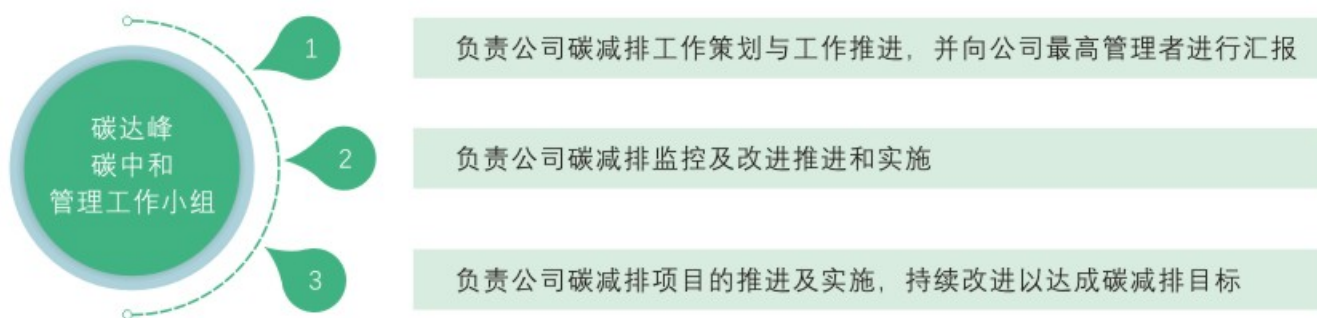 碳达峰
碳中和
管理工作小组
1
负责公司碳减排工作策划与工作推进，并向公司最高管理者进行汇报
2
负责公司碳减排监控及改进推进和实施
3
负责公司碳减排项目的推进及实施，持续改进以达成碳减排目标